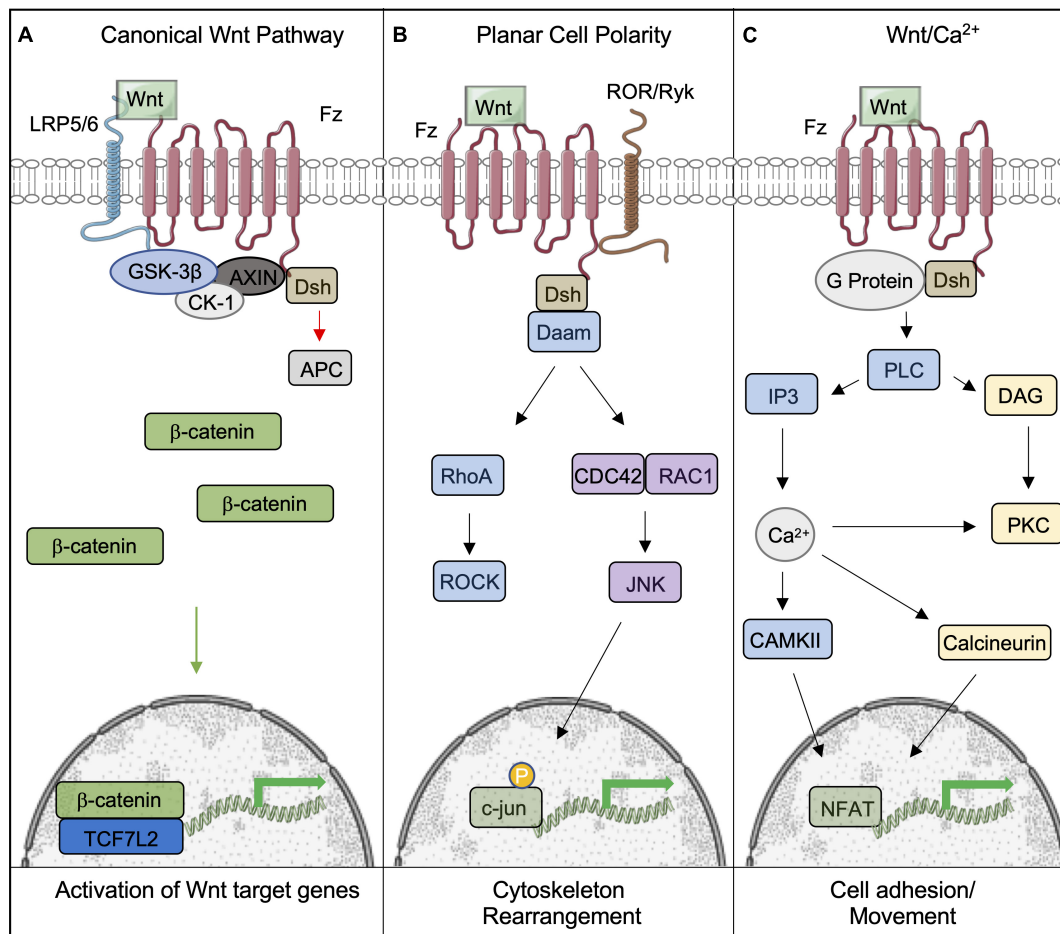 A
Canonical Wnt Pathway
Wnt
LRP5/6
Fz
GSK-3β
AXIN
CK-1
Dsh
APC
β-catenin
β-catenin
β-catenin
β-catenin
TCF7L2
Activation of Wnt target genes
B
Planar Cell Polarity
ROR/Ryk
Wnt
Fz
Dsh
Daam
RhoA
CDC42
RAC1
ROCK
JNK
P
c-jun
Cytoskeleton
Rearrangement
C
Wnt/Ca²⁺
Wnt
Fz
G Protein
Dsh
PLC
IP3
DAG
Ca²⁺
PKC
CAMKII
Calcineurin
NFAT
Cell adhesion/
Movement